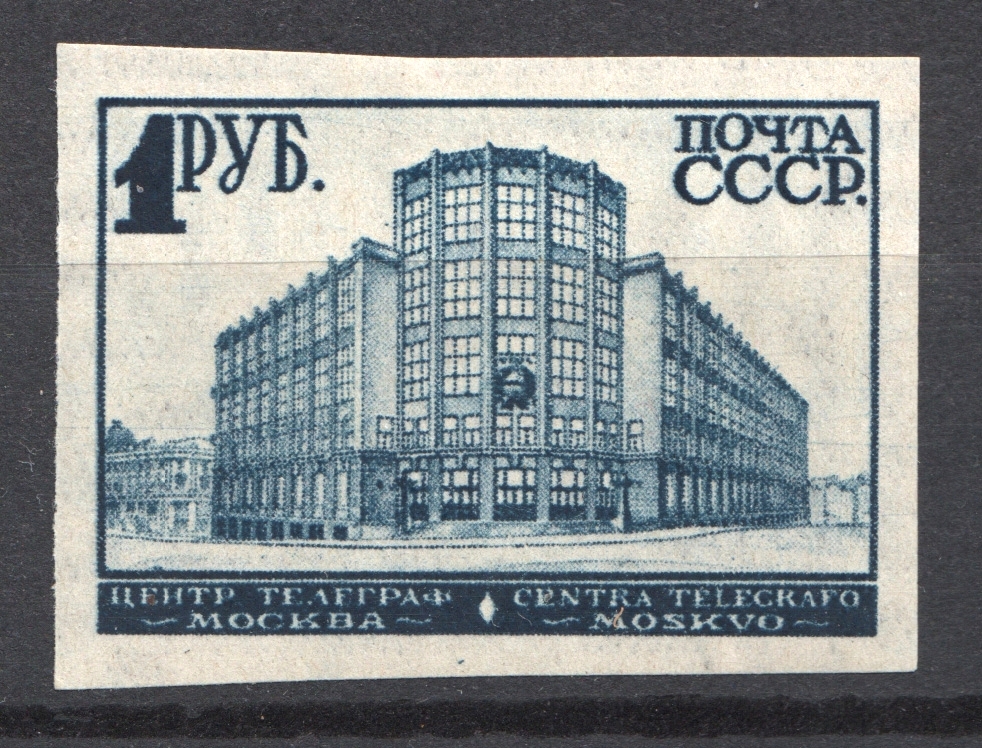 1 РУБ.
ПОЧТА
СССР.
ЦЕНТР ТЕЛЕГРАФ
~ МОСКВА ~
CENTRA TELEGRAFO
~ MOSKVO ~